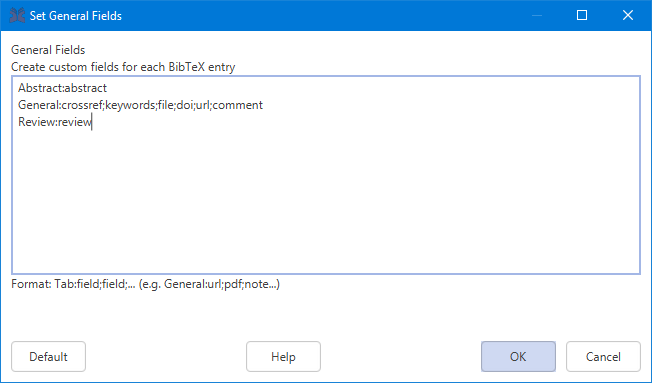 Set General Fields
General Fields
Create custom fields for each BibTeX entry
Abstract:abstract
General:crossref;keywords;file;doi;url;comment
Review:review
Format: Tab:field;field;... (e.g. General:url;pdf;note...)
Default
Help
OK
Cancel